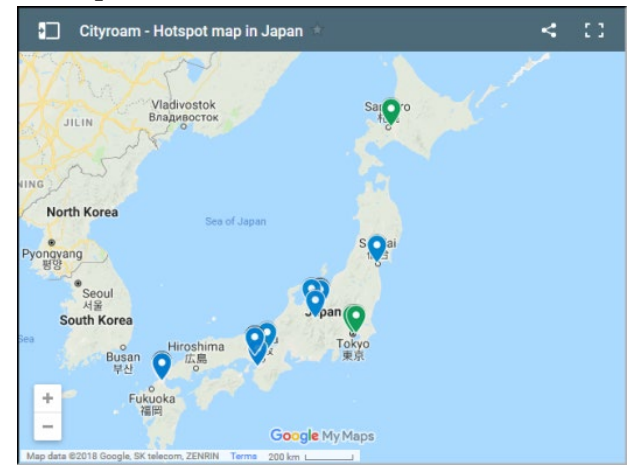 Cityroam - Hotspot map in Japan
Vladivostok
Владивосток
JILIN
North Korea
Sea of Japan
Pyongyang
평양
Seoul
서울
South Korea
Tokyo
東京
Hiroshima
広島
Busan
부산
Fukuoka
福岡
+
−
Google My Maps
Map data ©2018 Google, SK telecom, ZENRIN
Terms
200 km